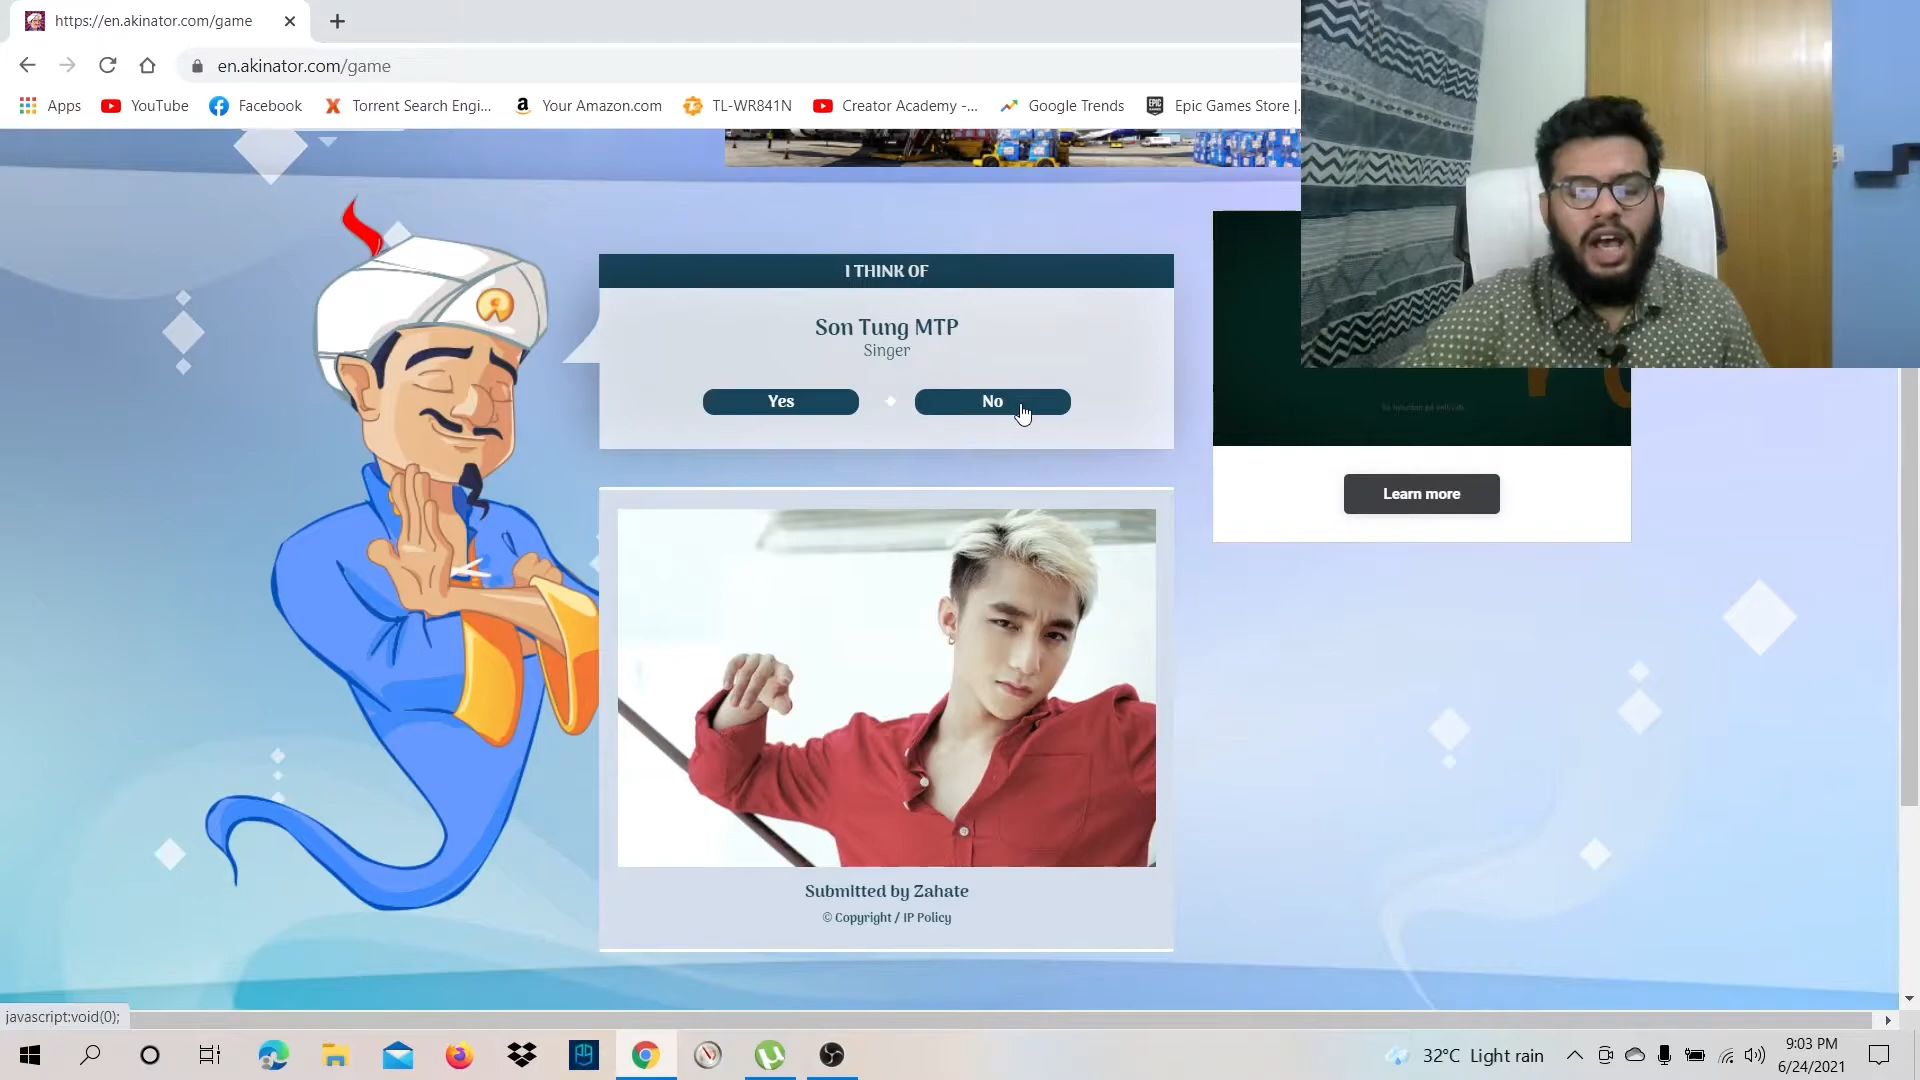 https://en.akinator.com/game
en.akinator.com/game
Apps
YouTube
Facebook
Torrent Search Engi...
Your Amazon.com
TL-WR841N
Creator Academy -...
Google Trends
EPIC GAMES
Epic Games Store |.
I THINK OF
Son Tung MTP
Singer
Yes
No
Learn more
Submitted by Zahate
© Copyright / IP Policy
javascript:void(0);
32°C Light rain
9:03 PM
6/24/2021